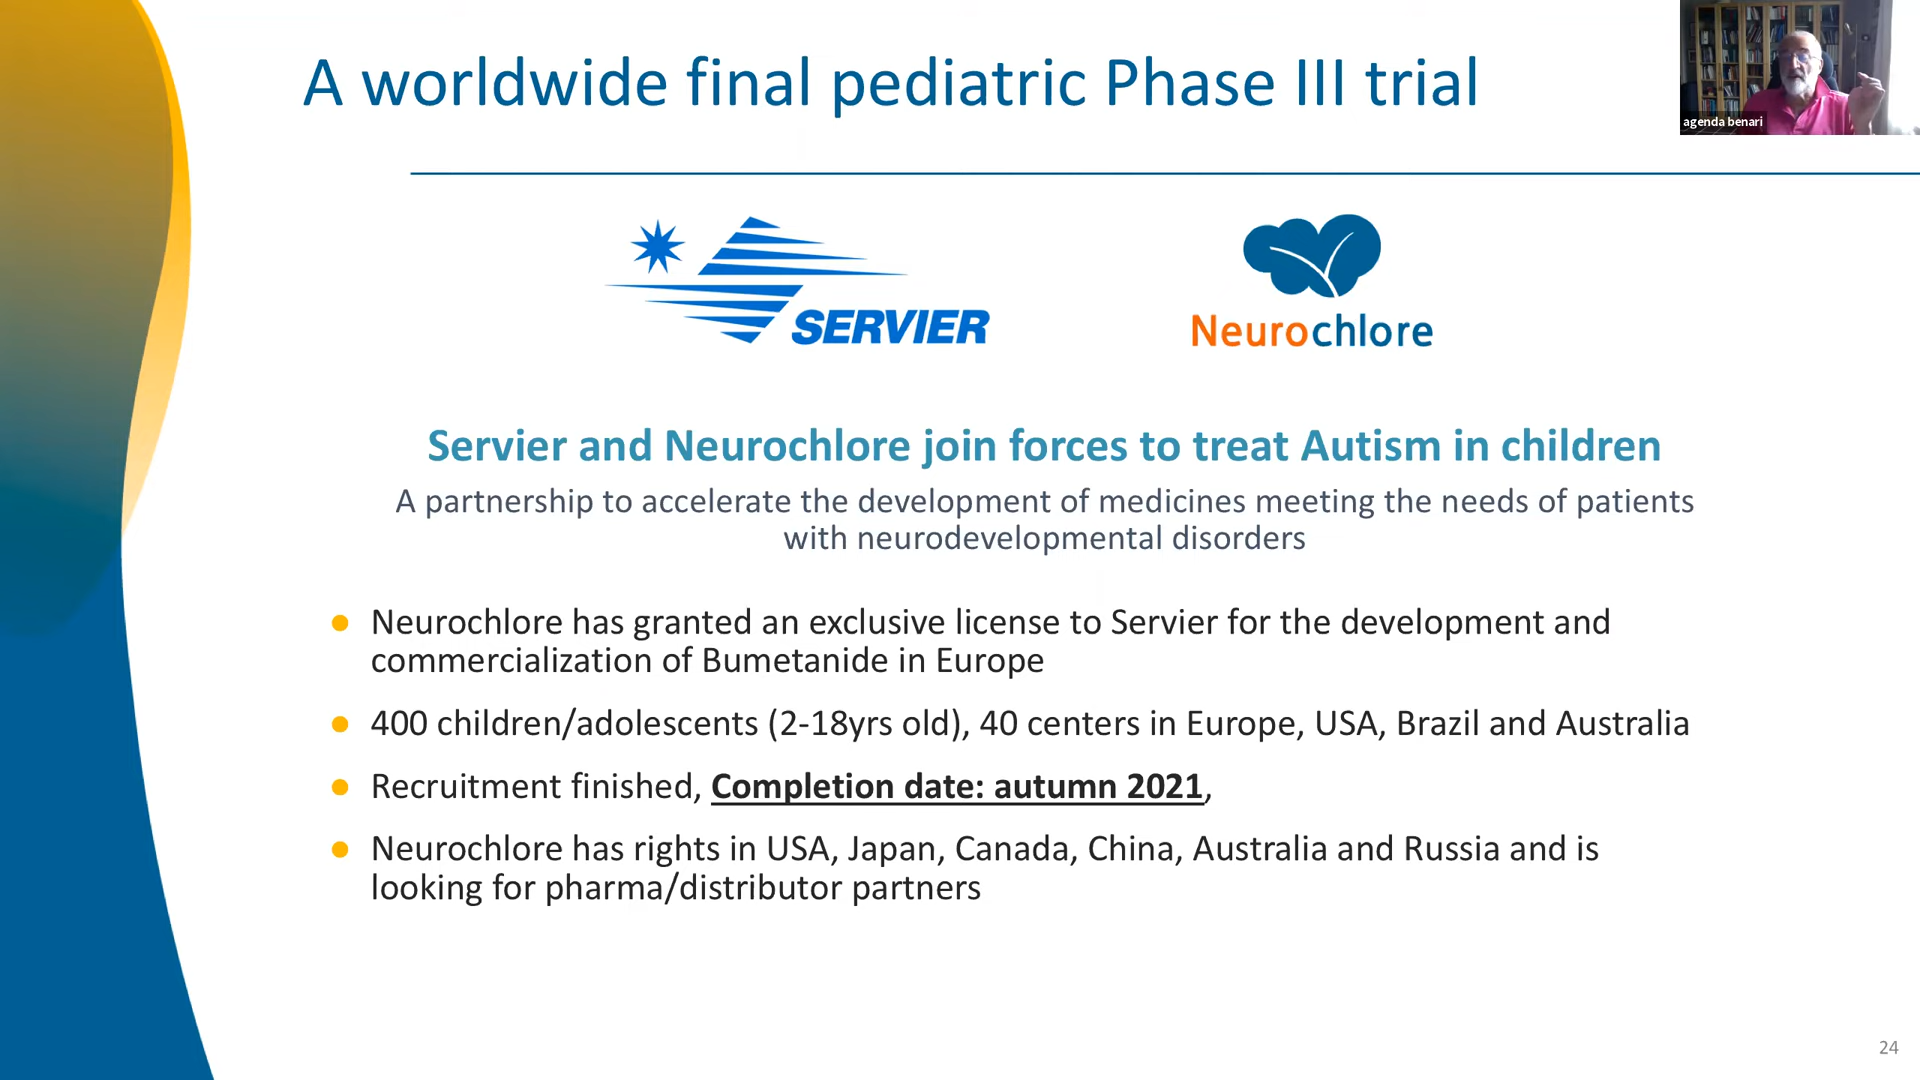 A worldwide final pediatric Phase III trial
agenda benari
SERVIER
Neurochlore
Servier and Neurochlore join forces to treat Autism in children
A partnership to accelerate the development of medicines meeting the needs of patients
with neurodevelopmental disorders
● Neurochlore has granted an exclusive license to Servier for the development and
commercialization of Bumetanide in Europe
● 400 children/adolescents (2-18yrs old), 40 centers in Europe, USA, Brazil and Australia
● Recruitment finished, Completion date: autumn 2021,
● Neurochlore has rights in USA, Japan, Canada, China, Australia and Russia and is
looking for pharma/distributor partners
24